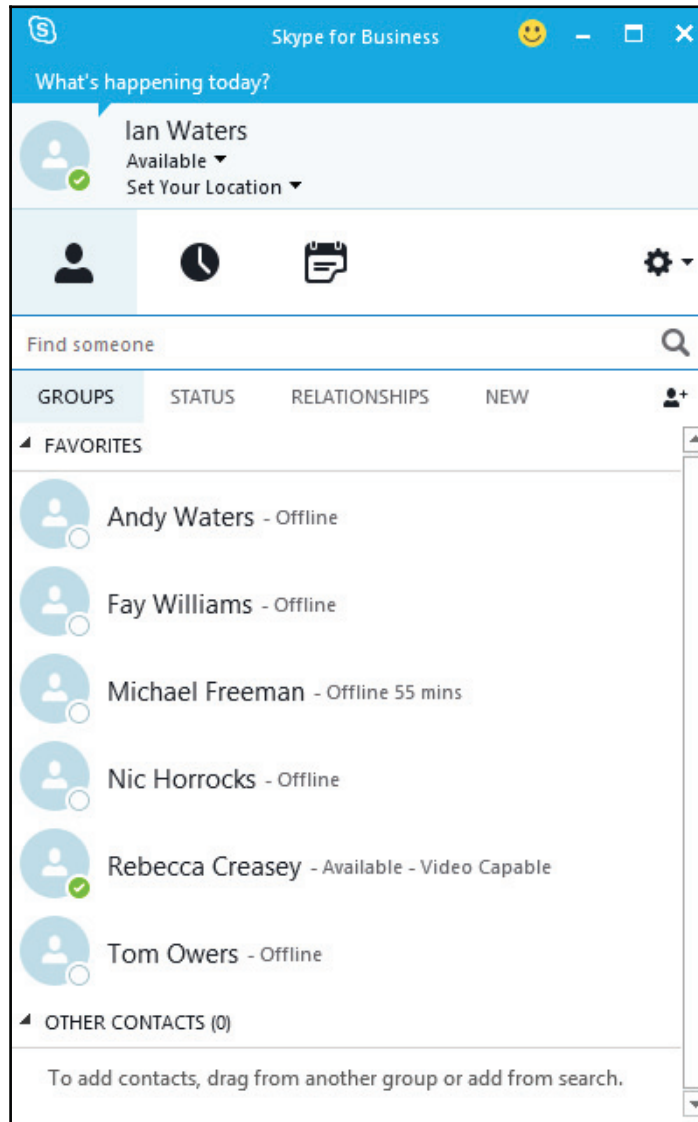 Skype for Business
What's happening today?
Ian Waters
Available
Set Your Location
Find someone
GROUPS STATUS RELATIONSHIPS NEW
FAVORITES
Andy Waters - Offline
Fay Williams - Offline
Michael Freeman - Offline 55 mins
Nic Horrocks - Offline
Rebecca Creasey - Available - Video Capable
Tom Owers - Offline
OTHER CONTACTS (0)
To add contacts, drag from another group or add from search.